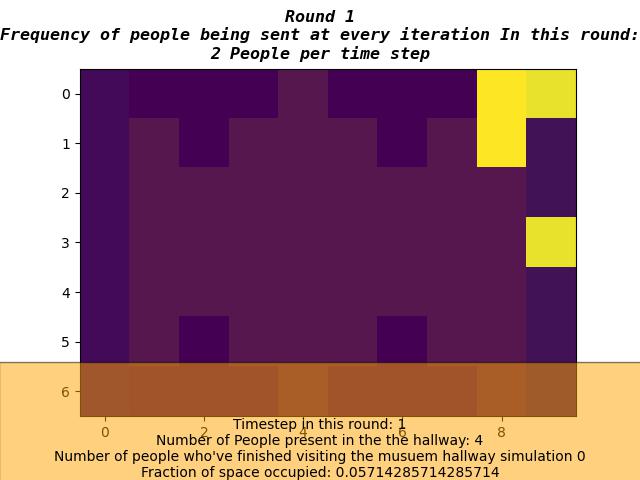 Round 1
Frequency of people being sent at every iteration In this round:
2 People per time step
0
1
2
3
4
5
6
0 2 4 6 8
Timestep in this round: 1
Number of People present in the the hallway: 4
Number of people who've finished visiting the musuem hallway simulation 0
Fraction of space occupied: 0.05714285714285714